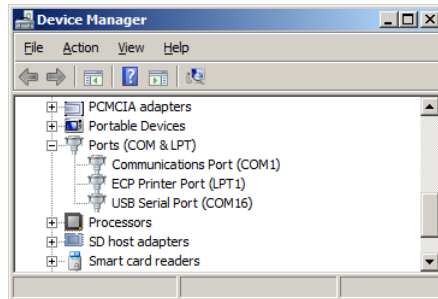 Device Manager
File Action View Help
PCMCIA adapters
Portable Devices
Ports (COM & LPT)
Communications Port (COM1)
ECP Printer Port (LPT1)
USB Serial Port (COM16)
Processors
SD host adapters
Smart card readers